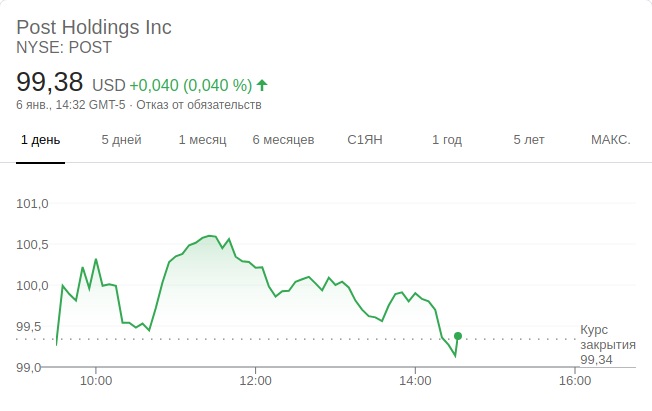 Post Holdings Inc
NYSE: POST
99,38 USD +0,040 (0,040 %)
6 янв., 14:32 GMT-5 · Отказ от обязательств
1 день 5 дней 1 месяц 6 месяцев С1ЯН 1 год 5 лет МАКС.
101,0
100,5
100,0
99,5
99,0
Курс
закрытия
99,34
10:00 12:00 14:00 16:00